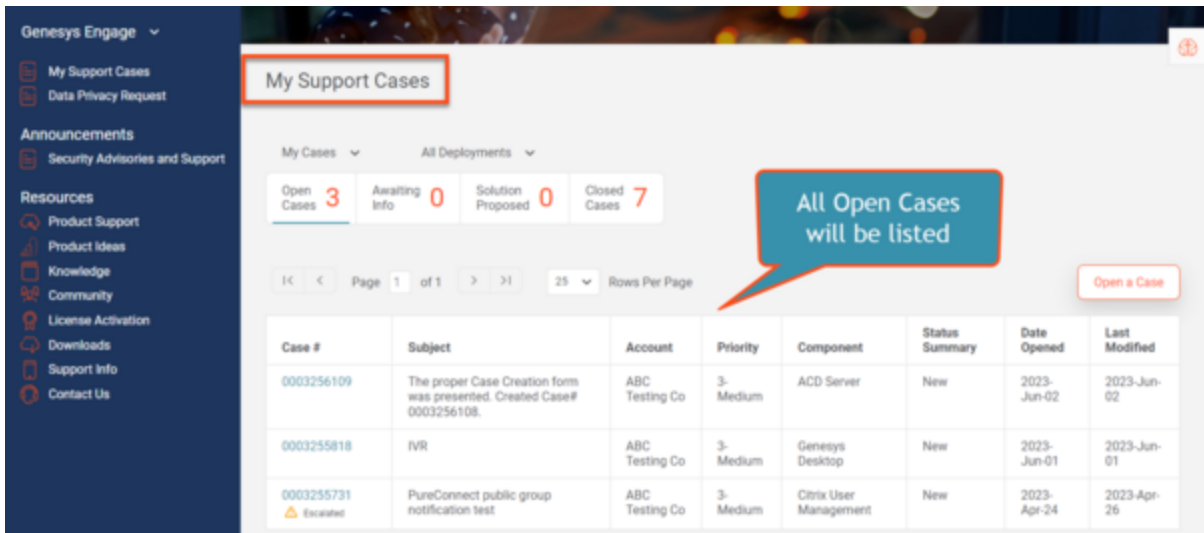 Genesys Engage
My Support Cases
Data Privacy Request
Announcements
Security Advisories and Support
Resources
Product Support
Product Ideas
Knowledge
Community
License Activation
Downloads
Support Info
Contact Us
My Support Cases
My Cases All Deployments
Open Cases 3 Awaiting Info 0 Solution Proposed 0 Closed Cases 7
All Open Cases
will be listed
Page 1 of 1 25 Rows Per Page
Open a Case
Case # Subject Account Priority Component Status Summary Date Opened Last Modified
0003256109 The proper Case Creation form ABC 3- ACD Server New 2023- 2023-Jun-
was presented. Created Case# Testing Co Medium Jun-02 02
0003256108.
0003255818 IVR ABC 3- Genesys New 2023- 2023-Jun-
Testing Co Medium Desktop Jun-01 01
0003255731 PureConnect public group ABC 3- Citrix User New 2023- 2023-Apr-
Escalated notification test Testing Co Medium Management Apr-24 26